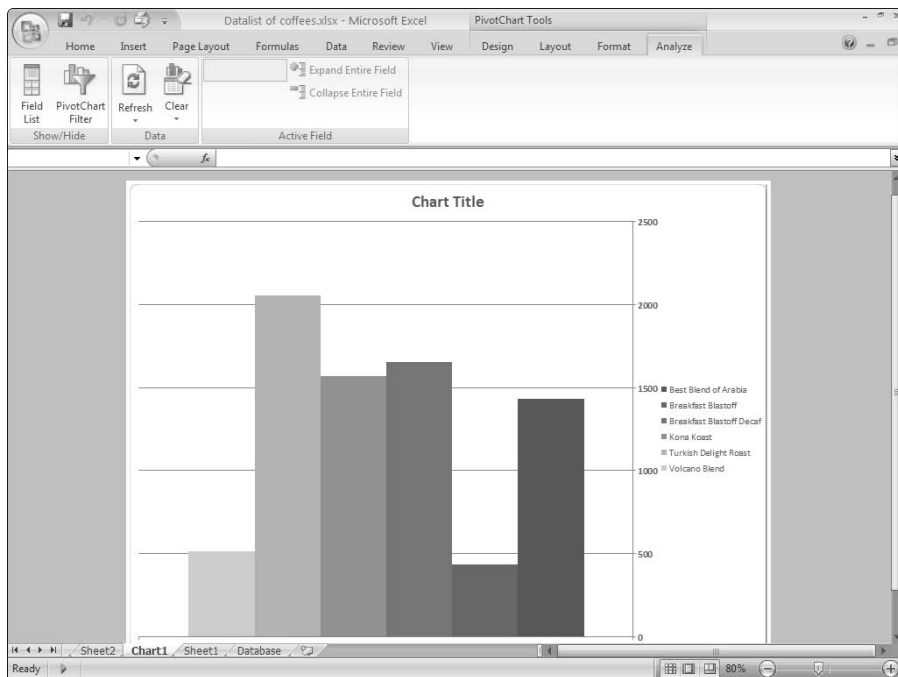 Datalist of coffees.xlsx - Microsoft Excel
PivotChart Tools
Home Insert Page Layout Formulas Data Review View Design Layout Format Analyze
Field List
PivotChart Filter
Refresh
Clear
Expand Entire Field
Collapse Entire Field
Show/Hide
Data
Active Field
fx
Chart Title
2500
2000
1500
1000
500
0
Best Blend of Arabia
Breakfast Blastoff
Breakfast Blastoff Decaf
Kona Koast
Turkish Delight Roast
Volcano Blend
Sheet2 Chart1 Sheet1 Database
Ready
80%